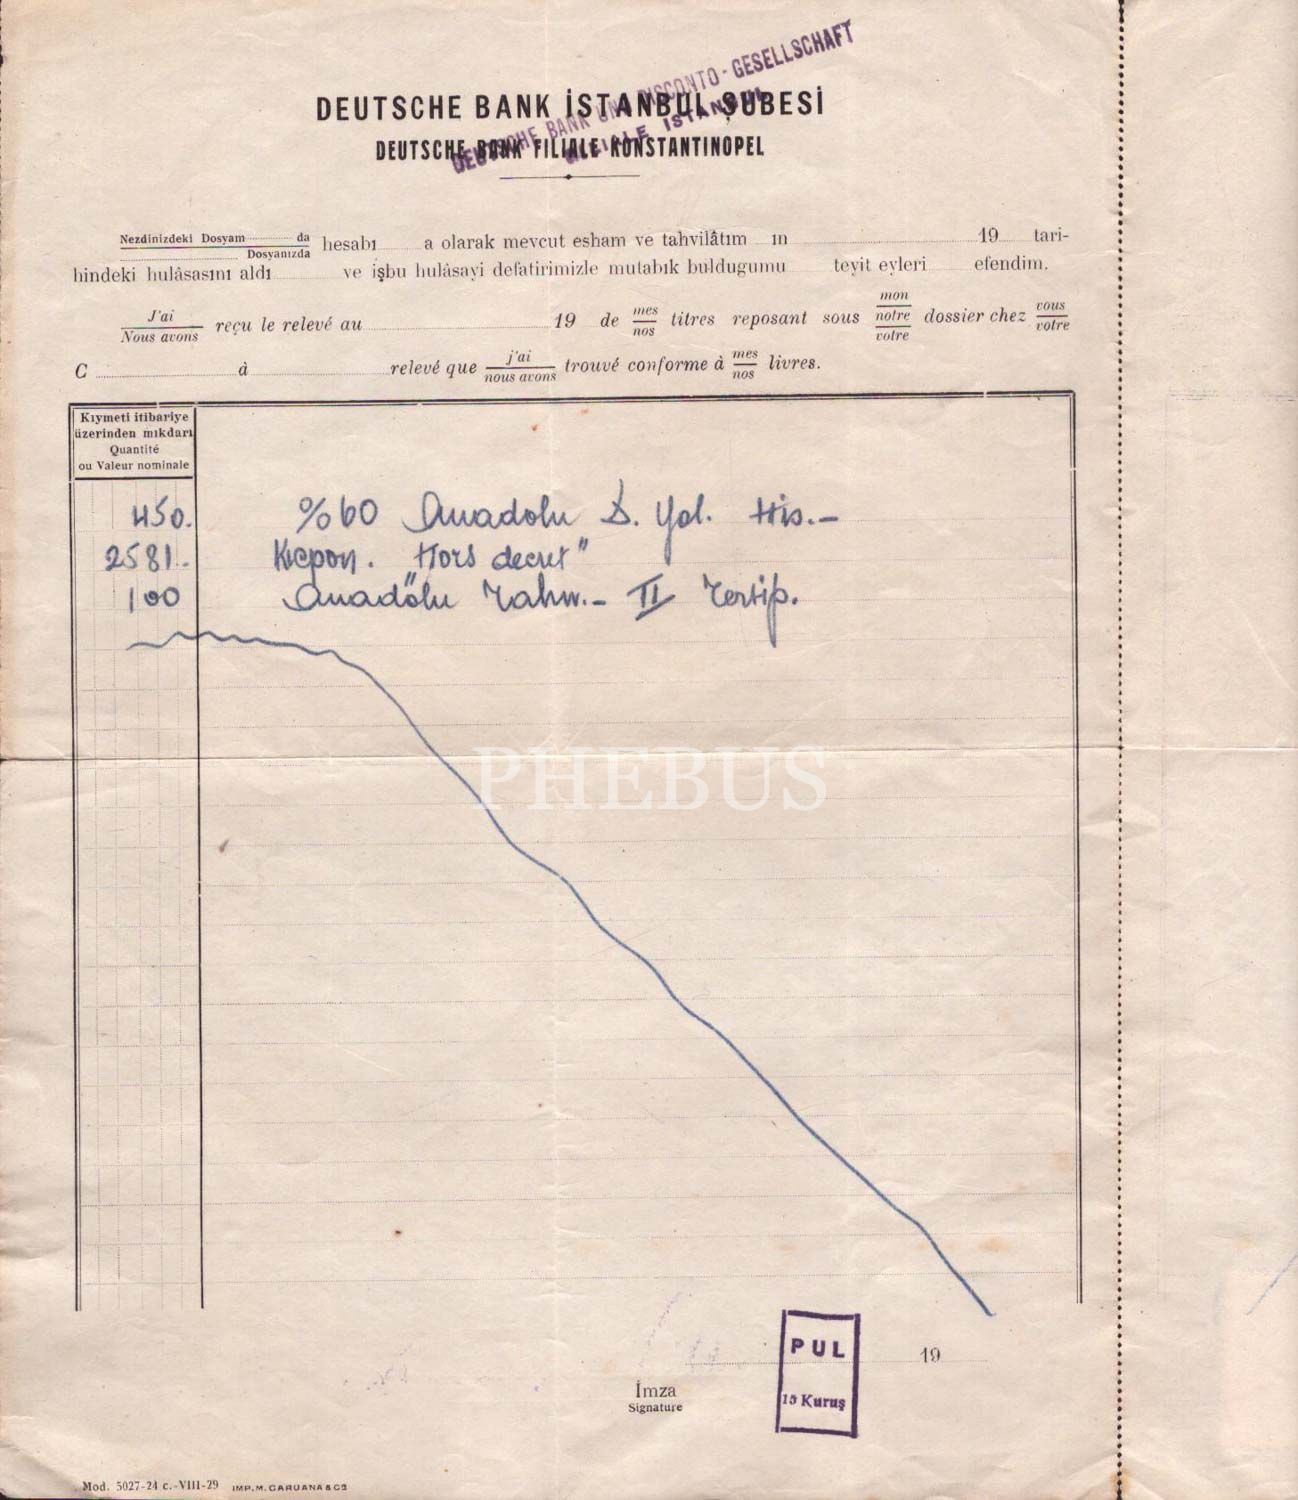 DEUTSCHE BANK UND DISCONTO-GESELLSCHAFT
FILIALE ISTANBUL
DEUTSCHE BANK İSTANBUL ŞUBESİ
DEUTSCHE BANK FILIALE KONSTANTINOPEL
Nezdinizdeki Dosyam da
Dosyanızda
hesabı a olarak mevcut esham ve tahvilâtım ın 19 tari-
hindeki hulâsasını aldı ve işbu hulâsayi defatirimizle mutabık buldugumu teyit eyleri efendim.
J'ai
Nous avons
reçu le relevé au 19 de mes
nos
titres reposant sous mon
notre
votre
dossier chez vous
votre
C à relevé que j'ai
nous avons
trouvé conforme à mes
nos
livres.
Kıymeti itibariye
üzerinden mıkdarı
Quantité
ou Valeur nominale
450. %60 Anadolu D. Yol. His.-
2581.- Kupon. "Hors decret"
100 Anadolu Tahv.- II Tertip.
PHEBUS
PUL
15 Kuruş
19
İmza
Signature
Mod. 5027-24 c.-VIII-29 IMP. M. CARUANA & Co